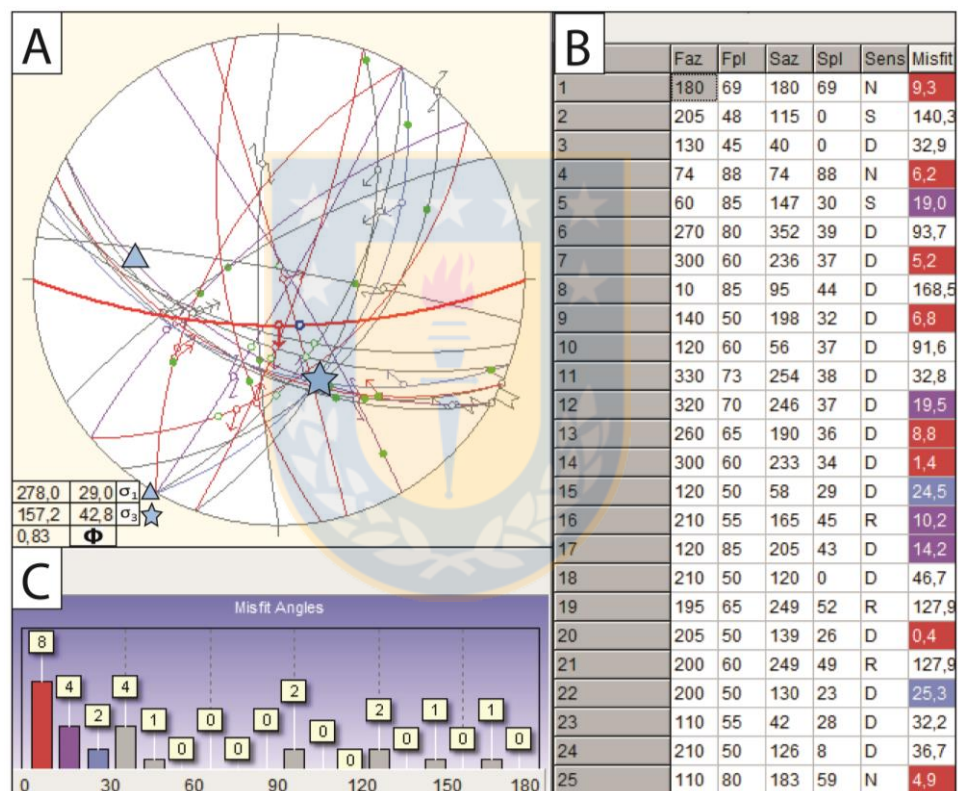 A
278,0 29,0 σ1
157,2 42,8 σ3
0,83 Φ
B
Faz Fpl Saz Spl Sens Misfit
1 180 69 180 69 N 9,3
2 205 48 115 0 S 140,3
3 130 45 40 0 D 32,9
4 74 88 74 88 N 6,2
5 60 85 147 30 S 19,0
6 270 80 352 39 D 93,7
7 300 60 236 37 D 5,2
8 10 85 95 44 D 168,5
9 140 50 198 32 D 6,8
10 120 60 56 37 D 91,6
11 330 73 254 38 D 32,8
12 320 70 246 37 D 19,5
13 260 65 190 36 D 8,8
14 300 60 233 34 D 1,4
15 120 50 58 29 D 24,5
16 210 55 165 45 R 10,2
17 120 85 205 43 D 14,2
18 210 50 120 0 D 46,7
19 195 65 249 52 R 127,9
20 205 50 139 26 D 0,4
21 200 60 249 49 R 127,9
22 200 50 130 23 D 25,3
23 110 55 42 28 D 32,2
24 210 50 126 8 D 36,7
25 110 80 183 59 N 4,9
C
Misfit Angles
8 4 2 4 1 0 0 0 0 2 0 0 2 0 1 0 1 0
0 30 60 90 120 150 180